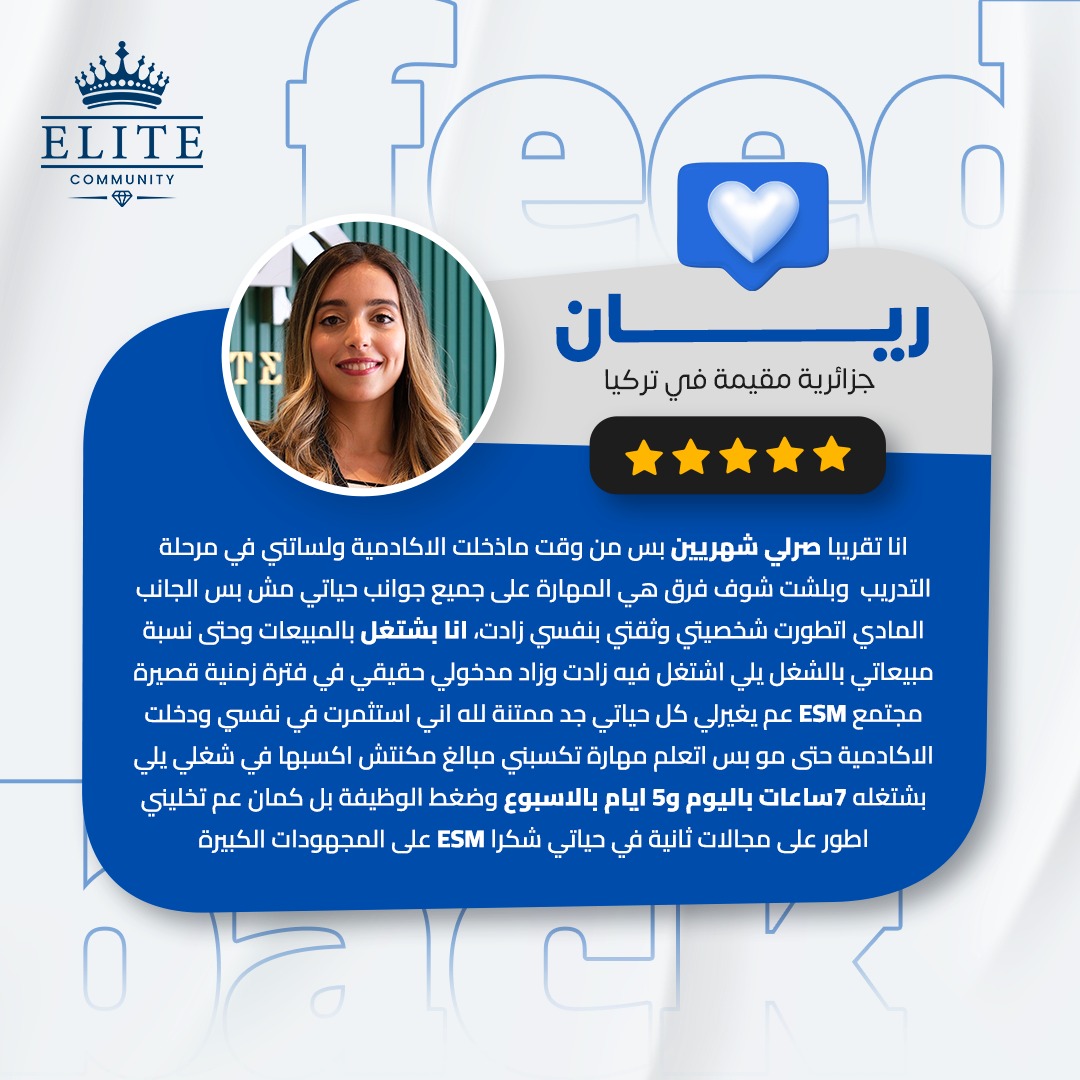 feed
ELITE
COMMUNITY
TE
ريـــــان
جزائرية مقيمة في تركيا
انا تقريبا صرلي شهريين بس من وقت ماذخلت الاكادمية ولساتني في مرحلة
التدريب وبلشت شوف فرق هي المهارة على جميع جوانب حياتي مش بس الجانب
المادي اتطورت شخصيتي وثقتي بنفسي زادت، انا بشتغل بالمبيعات وحتى نسبة
مبيعاتي بالشغل يلي اشتغل فيه زادت وزاد مدخولي حقيقي في فترة زمنية قصيرة
مجتمع ESM عم يغيرلي كل حياتي جد ممتنة لله اني استثمرت في نفسي ودخلت
الاكادمية حتى مو بس اتعلم مهارة تكسبني مبالغ مكنتش اكسبها في شغلي يلي
بشتغله 7ساعات باليوم و5 ايام بالاسبوع وضغط الوظيفة بل كمان عم تخليني
اطور على مجالات ثانية في حياتي شكرا ESM على المجهودات الكبيرة
back